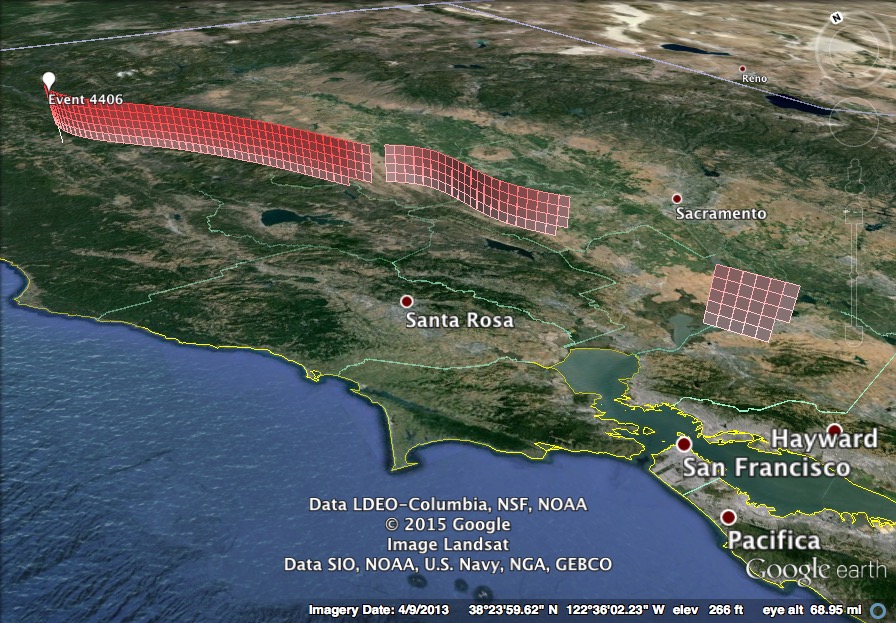 N
Reno
Event 4406
Sacramento
Santa Rosa
Hayward
San Francisco
Data LDEO-Columbia, NSF, NOAA
© 2015 Google
Image Landsat
Data SIO, NOAA, U.S. Navy, NGA, GEBCO
Pacifica
Google earth
Imagery Date: 4/9/2013 38°23'59.62" N 122°36'02.23" W elev 266 ft eye alt 68.95 mi